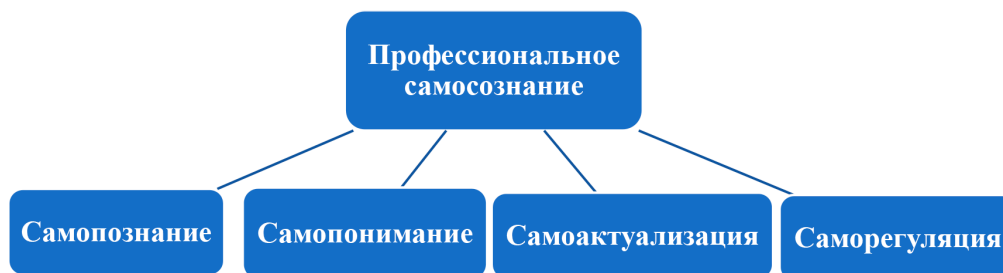 Профессиональное
самосознание
Самопознание
Самопонимание
Самоактуализация
Саморегуляция